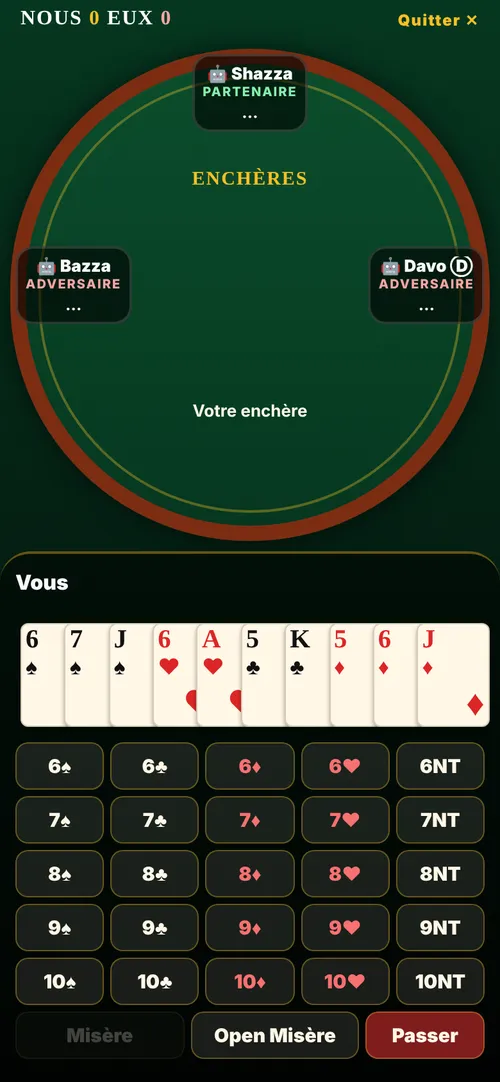 NOUS 0 EUX 0
Quitter ×
🤖 Shazza
PARTENAIRE
...
ENCHÈRES
🤖 Bazza
ADVERSAIRE
...
🤖 Davo Ⓓ
ADVERSAIRE
...
Votre enchère
Vous
6♠ 7♠ J♠ 6♥ A♥ 5♣ K♣ 5♦ 6♦ J♦
6♠ 6♣ 6♦ 6♥ 6NT
7♠ 7♣ 7♦ 7♥ 7NT
8♠ 8♣ 8♦ 8♥ 8NT
9♠ 9♣ 9♦ 9♥ 9NT
10♠ 10♣ 10♦ 10♥ 10NT
Misère Open Misère Passer